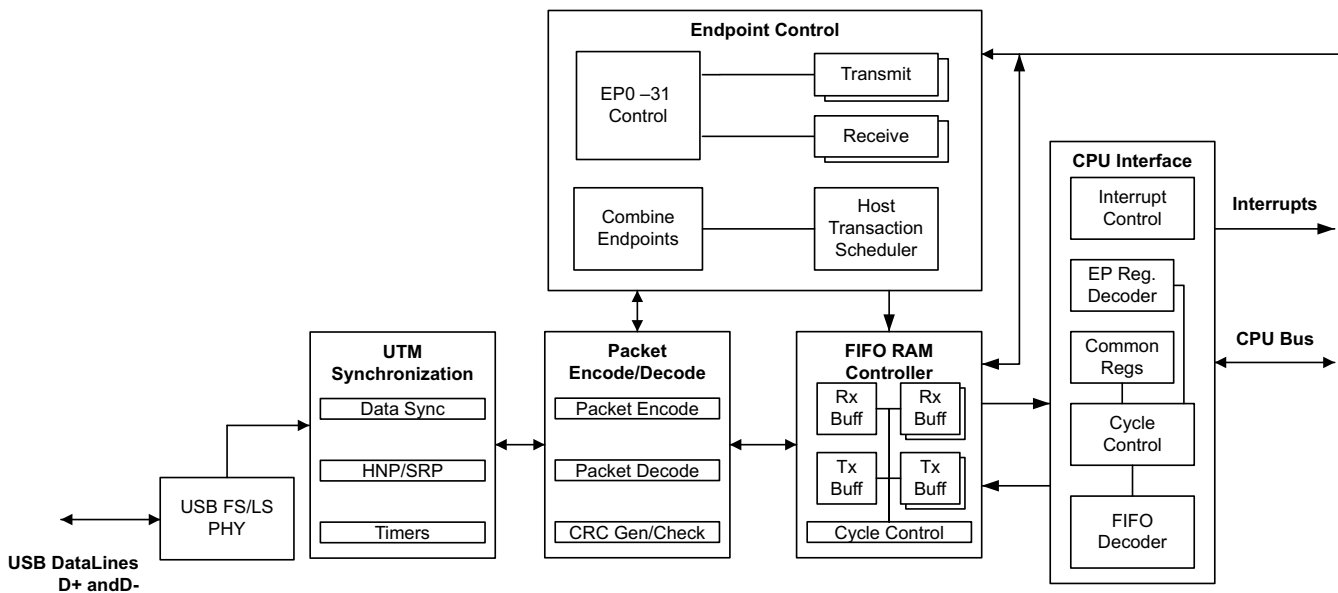 Endpoint Control
EP0 –31
Control
Transmit
Receive
Combine
Endpoints
Host
Transaction
Scheduler
CPU Interface
Interrupt
Control
Interrupts
EP Reg.
Decoder
Common
Regs
CPU Bus
Cycle
Control
FIFO
Decoder
UTM
Synchronization
Data Sync
HNP/SRP
Timers
Packet
Encode/Decode
Packet Encode
Packet Decode
CRC Gen/Check
FIFO RAM
Controller
Rx
Buff
Rx
Buff
Tx
Buff
Tx
Buff
Cycle Control
USB FS/LS
PHY
USB DataLines
D+ andD-